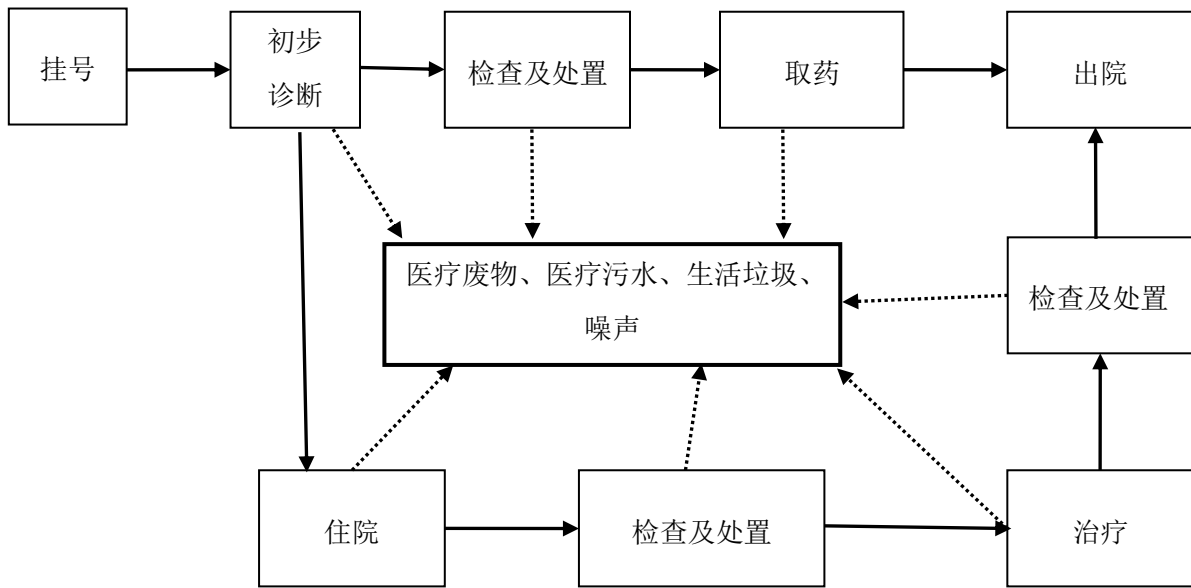 挂号
初步
诊断
检查及处置
取药
出院
医疗废物、医疗污水、生活垃圾、
噪声
检查及处置
住院
检查及处置
治疗